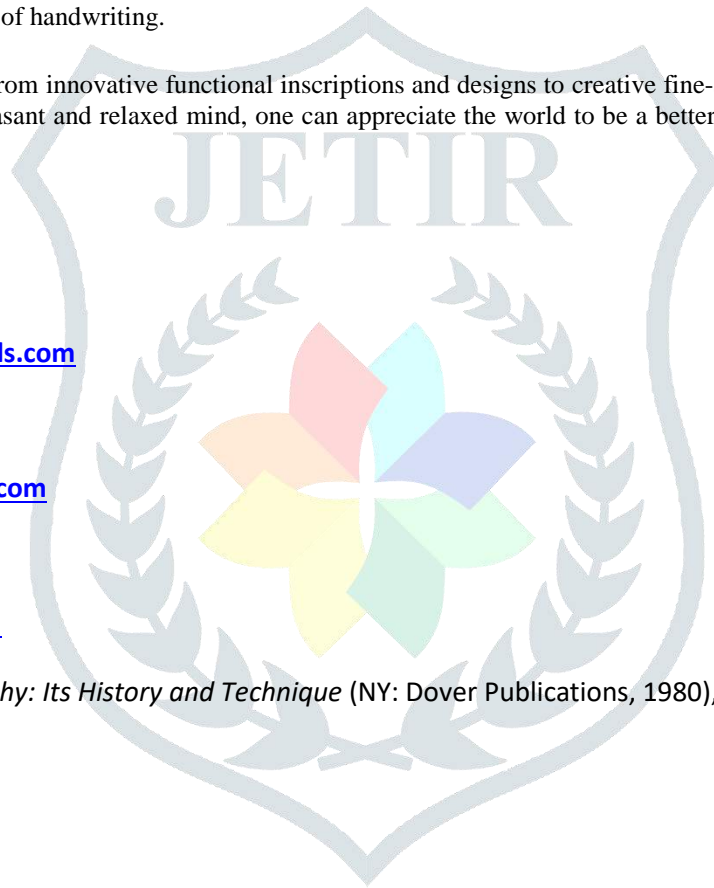 of handwriting.
rom innovative functional inscriptions and designs to creative fine-
asant and relaxed mind, one can appreciate the world to be a better
JETIR
ls.com
.com
hy: Its History and Technique (NY: Dover Publications, 1980),